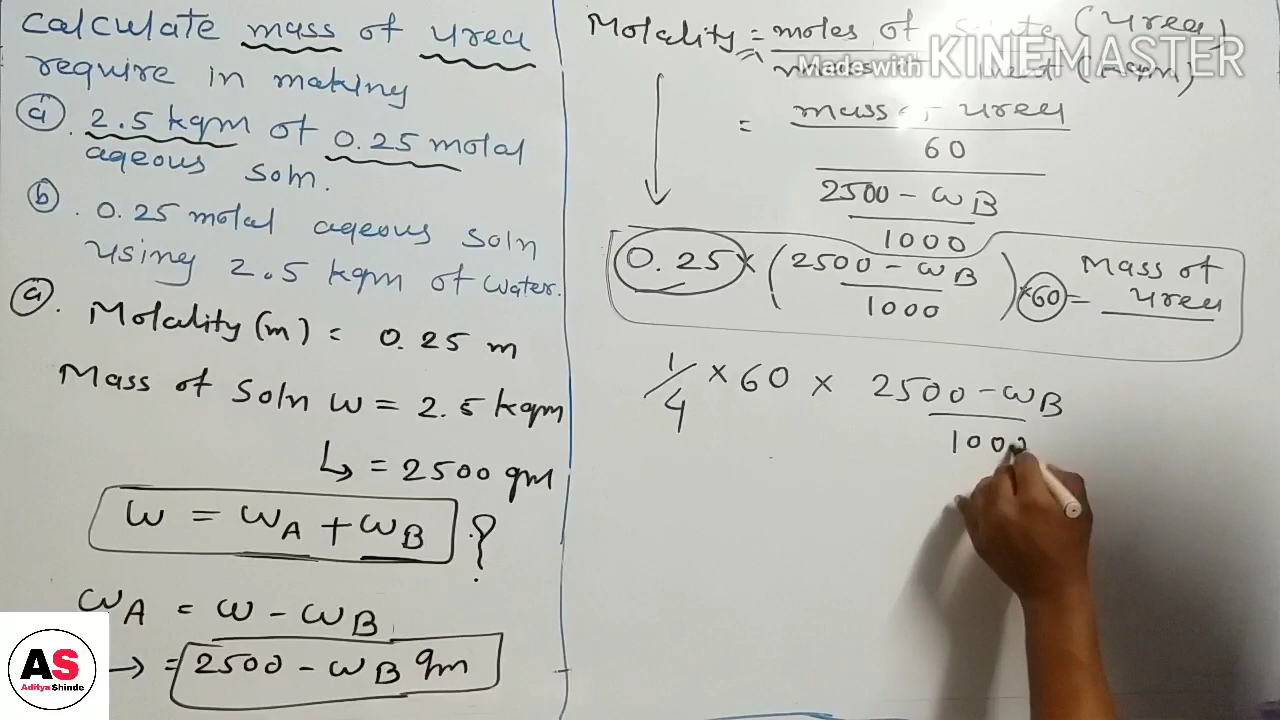 Calculate mass of urea
require in making
a. 2.5 kgm of 0.25 molal
aqeous soln.
b. 0.25 molal aqeous soln
using 2.5 kgm of water.
a. Molality (m) = 0.25 m
Mass of Soln W = 2.5 kgm
↳ = 2500 gm
W = WA + WB ?
WA = W - WB
→ = 2500 - WB gm
AS
Aditya Shinde
Molality = moles of (Urea)
Made with KINEMASTER
= mass of urea
60
2500 - WB
1000
0.25 × ( 2500 - WB ) × 60 = Mass of
1000 urea
1/4 × 60 × 2500 - WB
1000